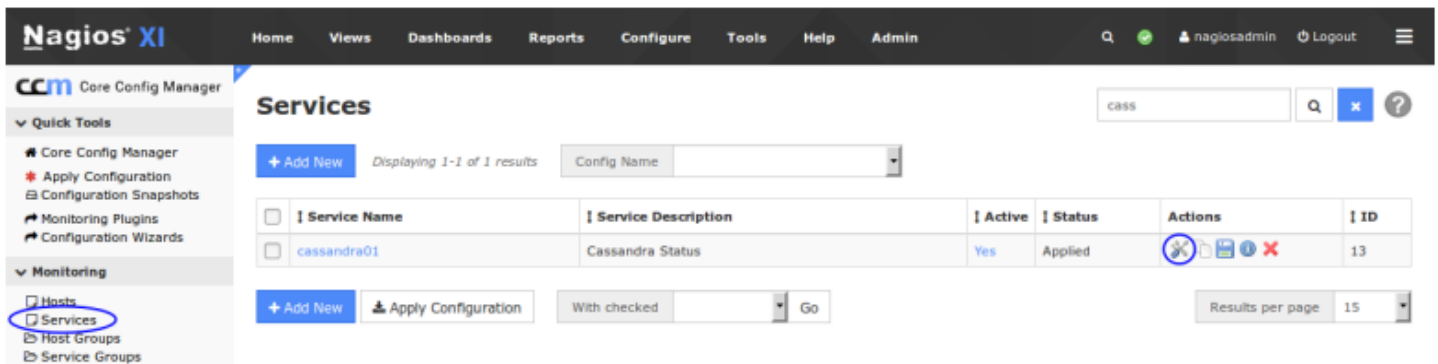 Nagios® XI
Home Views Dashboards Reports Configure Tools Help Admin nagiosadmin Logout
ccm Core Config Manager
Quick Tools
Core Config Manager
Apply Configuration
Configuration Snapshots
Monitoring Plugins
Configuration Wizards
Monitoring
Hosts
Services
Host Groups
Service Groups
Services
cass
+ Add New Displaying 1-1 of 1 results Config Name
Service Name Service Description Active Status Actions ID
cassandra01 Cassandra Status Yes Applied 13
+ Add New Apply Configuration With checked Go Results per page 15